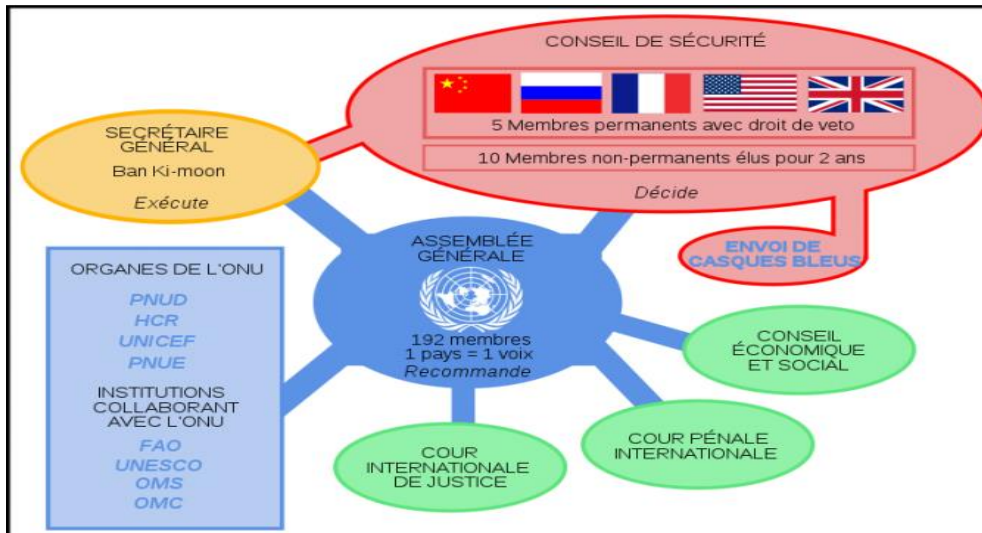 CONSEIL DE SÉCURITÉ
5 Membres permanents avec droit de veto
10 Membres non-permanents élus pour 2 ans
Décide
SECRÉTAIRE
GÉNÉRAL
Ban Ki-moon
Exécute
ENVOI DE
CASQUES BLEUS
ASSEMBLÉE
GÉNÉRALE
192 membres
1 pays = 1 voix
Recommande
ORGANES DE L'ONU
PNUD
HCR
UNICEF
PNUE
INSTITUTIONS
COLLABORANT
AVEC L'ONU
FAO
UNESCO
OMS
OMC
CONSEIL
ÉCONOMIQUE
ET SOCIAL
COUR PÉNALE
INTERNATIONALE
COUR
INTERNATIONALE
DE JUSTICE